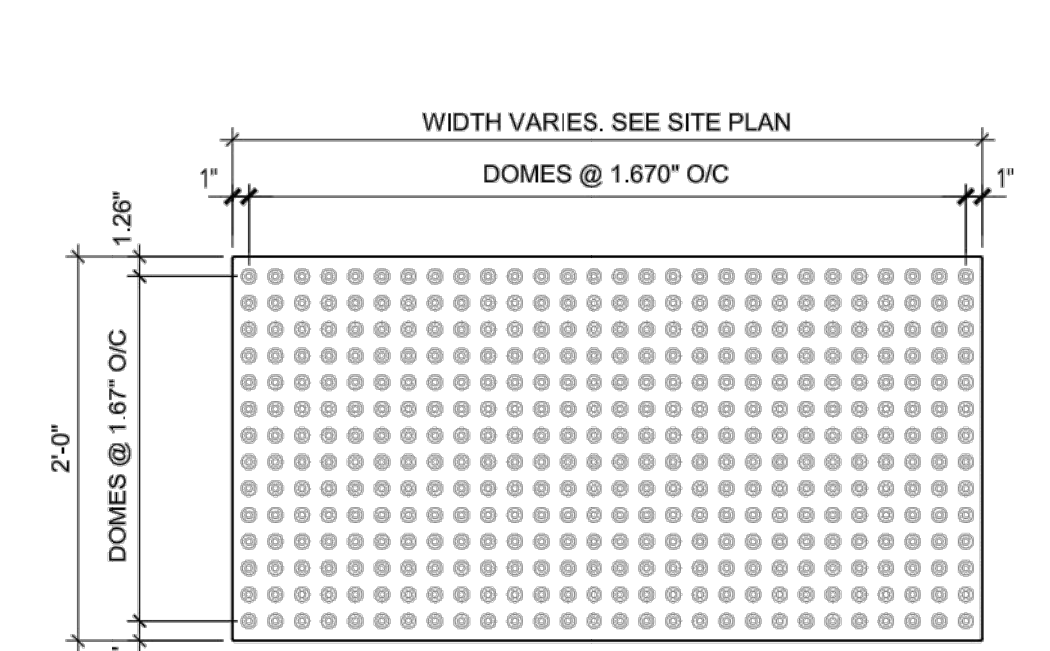 WIDTH VARIES. SEE SITE PLAN
1"
DOMES @ 1.670" O/C
1"
1.26"
DOMES @ 1.67" O/C
2'-0"